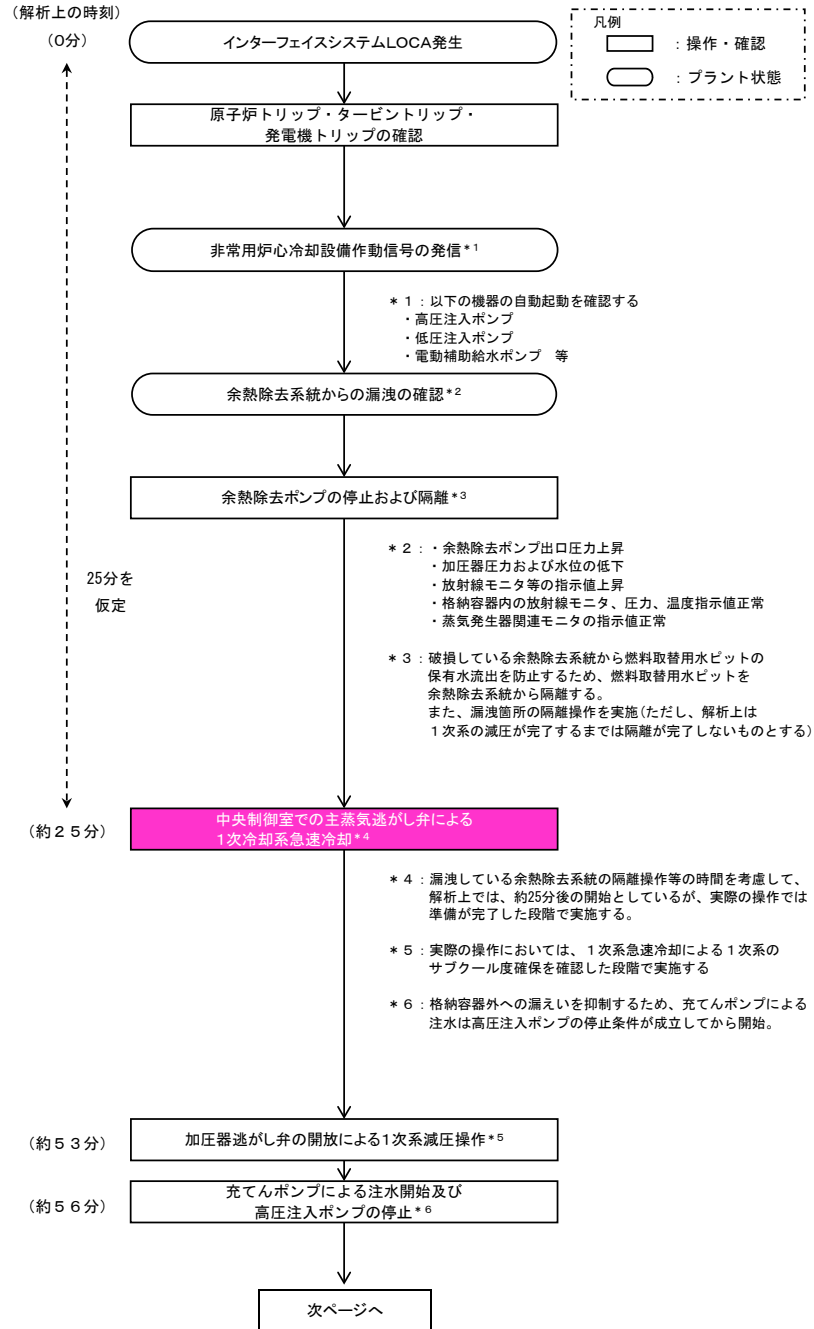 （解析上の時刻）
（0分）
インターフェイスシステムLOCA発生
凡例
：操作・確認
：プラント状態
原子炉トリップ・タービントリップ・
発電機トリップの確認
非常用炉心冷却設備作動信号の発信*1
＊１：以下の機器の自動起動を確認する
・高圧注入ポンプ
・低圧注入ポンプ
・電動補助給水ポンプ　等
余熱除去系統からの漏洩の確認*2
余熱除去ポンプの停止および隔離*3
25分を
仮定
＊２：・余熱除去ポンプ出口圧力上昇
・加圧器圧力および水位の低下
・放射線モニタ等の指示値上昇
・格納容器内の放射線モニタ、圧力、温度指示値正常
・蒸気発生器関連モニタの指示値正常
＊３：破損している余熱除去系統から燃料取替用水ピットの
保有水流出を防止するため、燃料取替用水ピットを
余熱除去系統から隔離する。
また、漏洩箇所の隔離操作を実施（ただし、解析上は
１次系の減圧が完了するまでは隔離が完了しないものとする）
（約２５分）
中央制御室での主蒸気逃がし弁による
1次冷却系急速冷却*4
＊４：漏洩している余熱除去系統の隔離操作等の時間を考慮して、
解析上では、約25分後の開始としているが、実際の操作では
準備が完了した段階で実施する。
＊５：実際の操作においては、１次系急速冷却による１次系の
サブクール度確保を確認した段階で実施する
＊６：格納容器外への漏えいを抑制するため、充てんポンプによる
注水は高圧注入ポンプの停止条件が成立してから開始。
（約５３分）
加圧器逃がし弁の開放による1次系減圧操作*5
（約５６分）
充てんポンプによる注水開始及び
高圧注入ポンプの停止*6
次ページへ